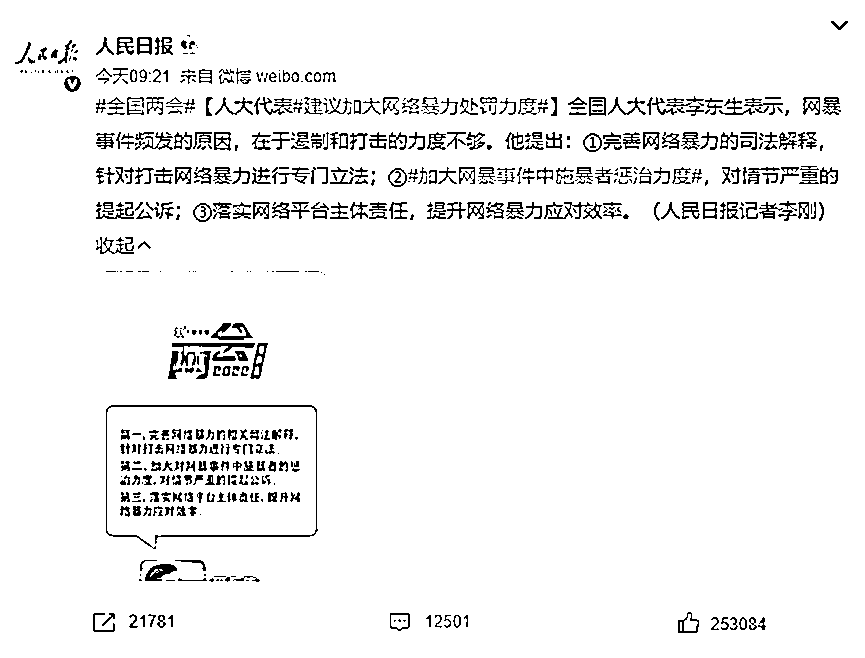 人民日报
人民日报
今天09:21 来自 微博 weibo.com
#全国两会#【人大代表#建议加大网络暴力处罚力度#】全国人大代表李东生表示，网暴
事件频发的原因，在于遏制和打击的力度不够。他提出：①完善网络暴力的司法解释，
针对打击网络暴力进行专门立法；②#加大网暴事件中施暴者惩治力度#，对情节严重的
提起公诉；③落实网络平台主体责任，提升网络暴力应对效率。（人民日报记者李刚）
收起
两会
2022
第一，完善网络暴力的相关司法解释，
针对打击网络暴力进行专门立法
第二，加大对网暴事件中施暴者的惩
治力度，对情节严重的提起公诉
第三，落实网络平台主体责任，提升网
络暴力应对效率
21781
12501
253084